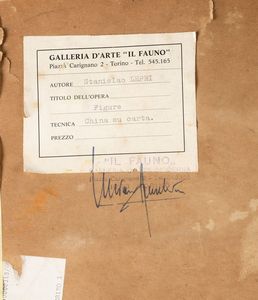 GALLERIA D'ARTE "IL FAUNO"
Piazza Carignano 2 - Torino - Tel. 545.165
AUTORE Stanislao LEPRI
TITOLO DELL'OPERA
Figure
TECNICA China su carta.
PREZZO
"IL FAUNO"